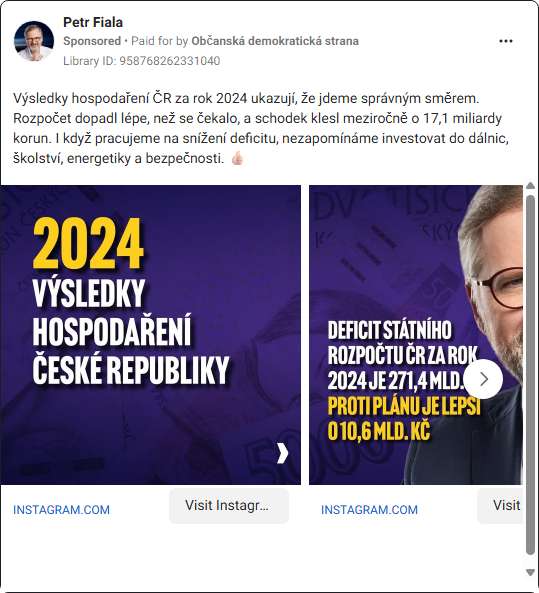 Petr Fiala
Sponsored • Paid for by Občanská demokratická strana
Library ID: 958768262331040
Výsledky hospodaření ČR za rok 2024 ukazují, že jdeme správným směrem.
Rozpočet dopadl lépe, než se čekalo, a schodek klesl meziročně o 17,1 miliardy
korun. I když pracujeme na snížení deficitu, nezapomínáme investovat do dálnic,
školství, energetiky a bezpečnosti. 👍🏻
2024
VÝSLEDKY
HOSPODAŘENÍ
ČESKÉ REPUBLIKY
DEFICIT STÁTNÍHO
ROZPOČTU ČR ZA ROK
2024 JE 271,4 MLD.
PROTI PLÁNU JE LEPŠÍ
O 10,6 MLD. KČ
INSTAGRAM.COM
Visit Instagr...
INSTAGRAM.COM
Visit